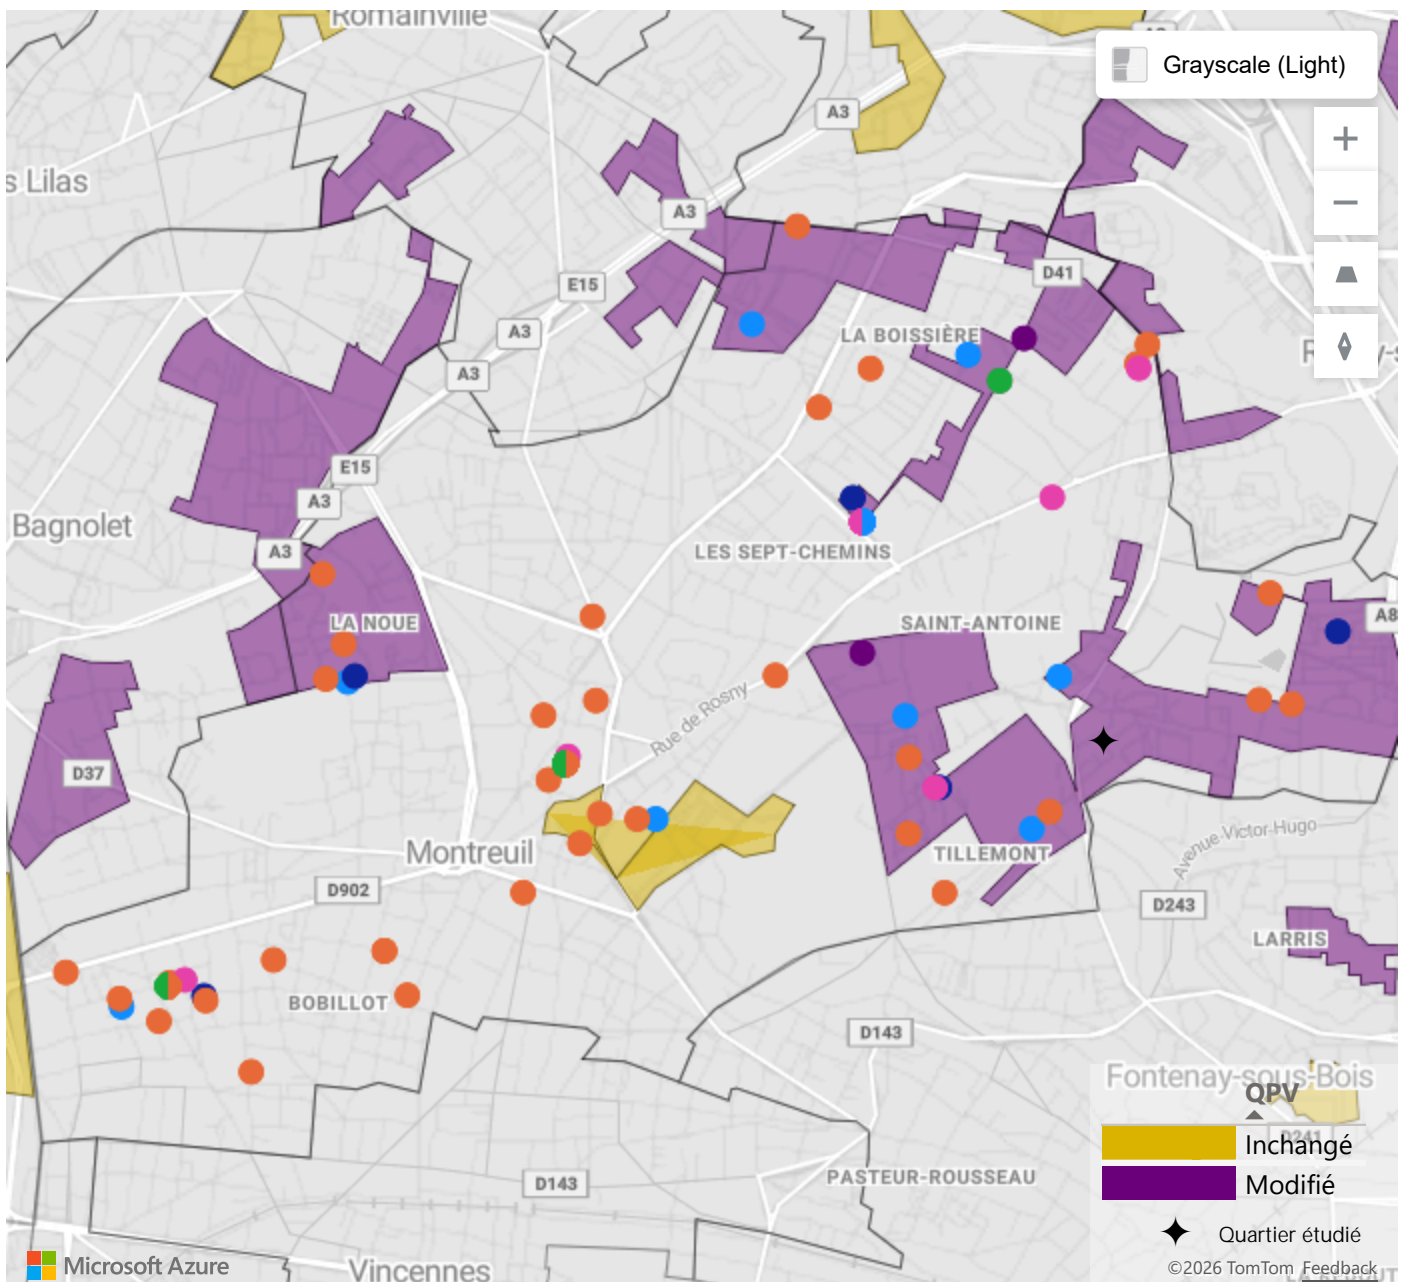 Romainville
Grayscale (Light)
A3
s Lilas
A3
D41
E15
A3
LA BOISSIÈRE
A3
E15
A3
Bagnolet
A3
LES SEPT-CHEMINS
LA NOUE
SAINT-ANTOINE
A8
Rue de Rosny
D37
Montreuil
TILLEMONT
Avenue Victor Hugo
D902
D243
LARRIS
BOBILLOT
D143
Fontenay-sous-Bois
QPV
D241
Inchangé
PASTEUR-ROUSSEAU
D143
Modifié
Quartier étudié
Microsoft Azure
Vincennes
©2026 TomTom Feedback